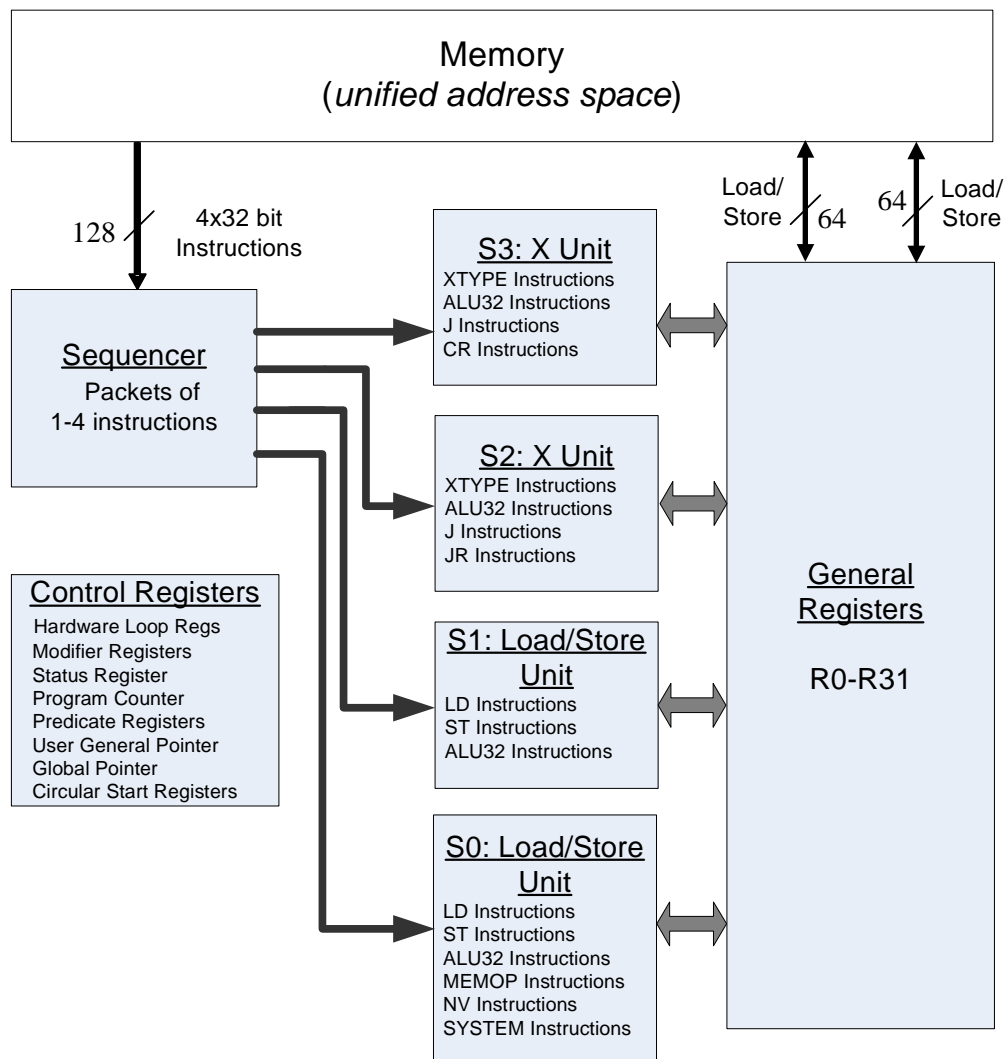 Memory
(unified address space)
128
4x32 bit
Instructions
Load/
Store
64
64
Load/
Store
Sequencer
Packets of
1-4 instructions
S3: X Unit
XTYPE Instructions
ALU32 Instructions
J Instructions
CR Instructions
S2: X Unit
XTYPE Instructions
ALU32 Instructions
J Instructions
JR Instructions
Control Registers
Hardware Loop Regs
Modifier Registers
Status Register
Program Counter
Predicate Registers
User General Pointer
Global Pointer
Circular Start Registers
S1: Load/Store
Unit
LD Instructions
ST Instructions
ALU32 Instructions
S0: Load/Store
Unit
LD Instructions
ST Instructions
ALU32 Instructions
MEMOP Instructions
NV Instructions
SYSTEM Instructions
General
Registers
R0-R31